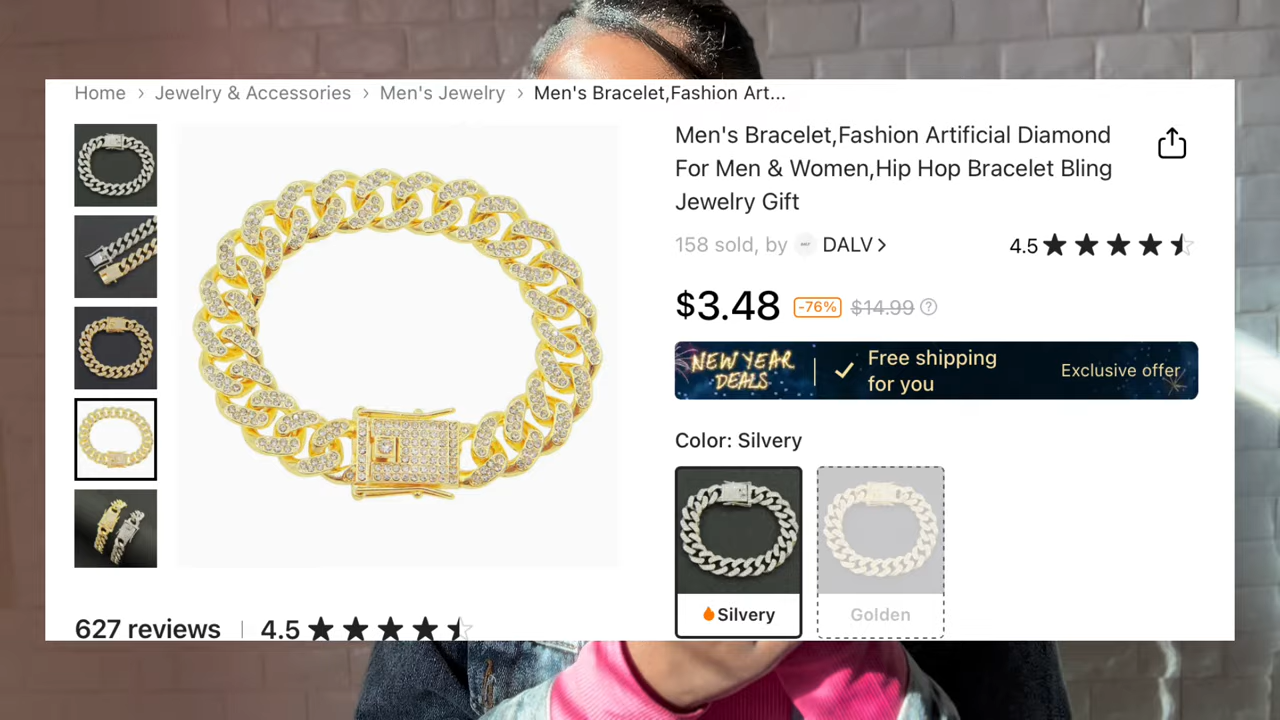 Home > Jewelry & Accessories > Men's Jewelry > Men's Bracelet,Fashion Art...
Men's Bracelet,Fashion Artificial Diamond
For Men & Women,Hip Hop Bracelet Bling
Jewelry Gift
158 sold, by DALV >
4.5
$3.48 -76% $14.99 ?
NEW YEAR
DEALS
Free shipping
for you
Exclusive offer
Color: Silvery
Silvery
Golden
627 reviews | 4.5